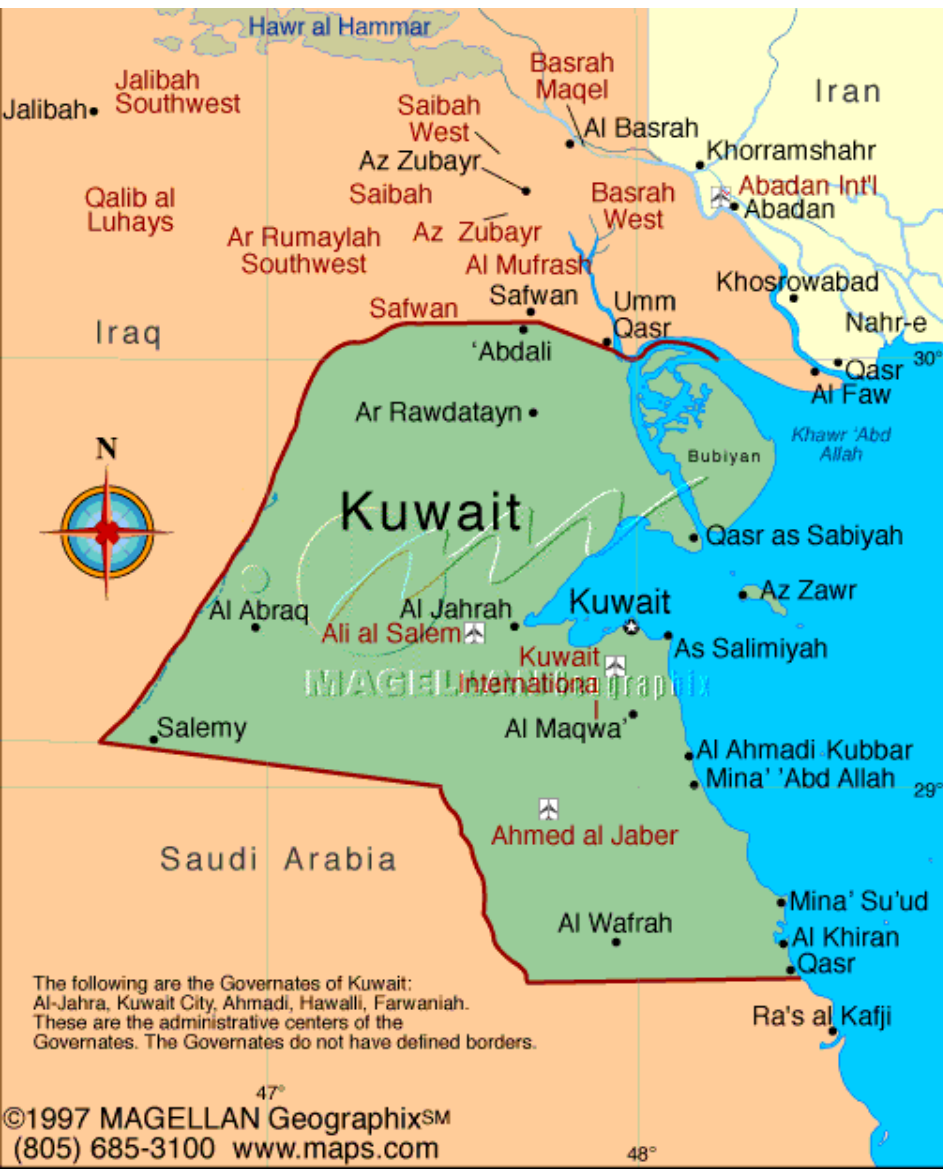 Hawr al Hammar
Jalibah
Southwest
Jalibah
Basrah
Maqel
Saibah
West
Al Basrah
Iran
Az Zubayr
Khorramshahr
Saibah
Abadan Int'l
Abadan
Qalib al
Luhays
Basrah
West
Ar Rumaylah
Southwest
Az Zubayr
Al Mufrash
Khosrowabad
Safwan
Safwan
Umm
Qasr
Nahr-e
Qasr
Iraq
'Abdali
30°
Al Faw
Ar Rawdatayn
Khawr 'Abd
Allah
N
Bubiyan
Kuwait
Qasr as Sabiyah
Az Zawr
Al Abraq
Al Jahrah
Kuwait
Ali al Salem
As Salimiyah
Kuwait
Internationa
l
MAGELLAN Geographix
Salemy
Al Maqwa'
Al Ahmadi Kubbar
Mina' 'Abd Allah
29°
Ahmed al Jaber
Saudi Arabia
Mina' Su'ud
Al Wafrah
Al Khiran
Qasr
The following are the Governates of Kuwait:
Al-Jahra, Kuwait City, Ahmadi, Hawalli, Farwaniah.
These are the administrative centers of the
Governates. The Governates do not have defined borders.
Ra's al Kafji
47°
48°
©1997 MAGELLAN Geographix℠
(805) 685-3100 www.maps.com